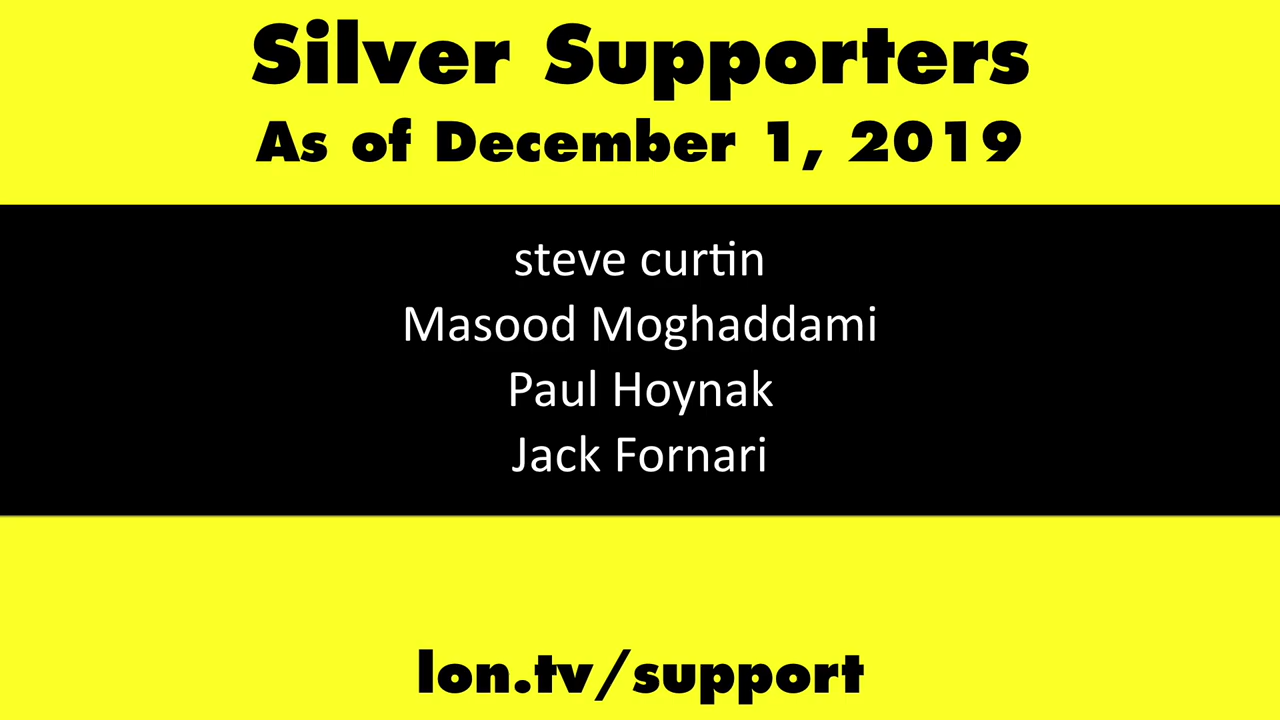 Silver Supporters
As of December 1, 2019
steve curtin
Masood Moghaddami
Paul Hoynak
Jack Fornari
lon.tv/support